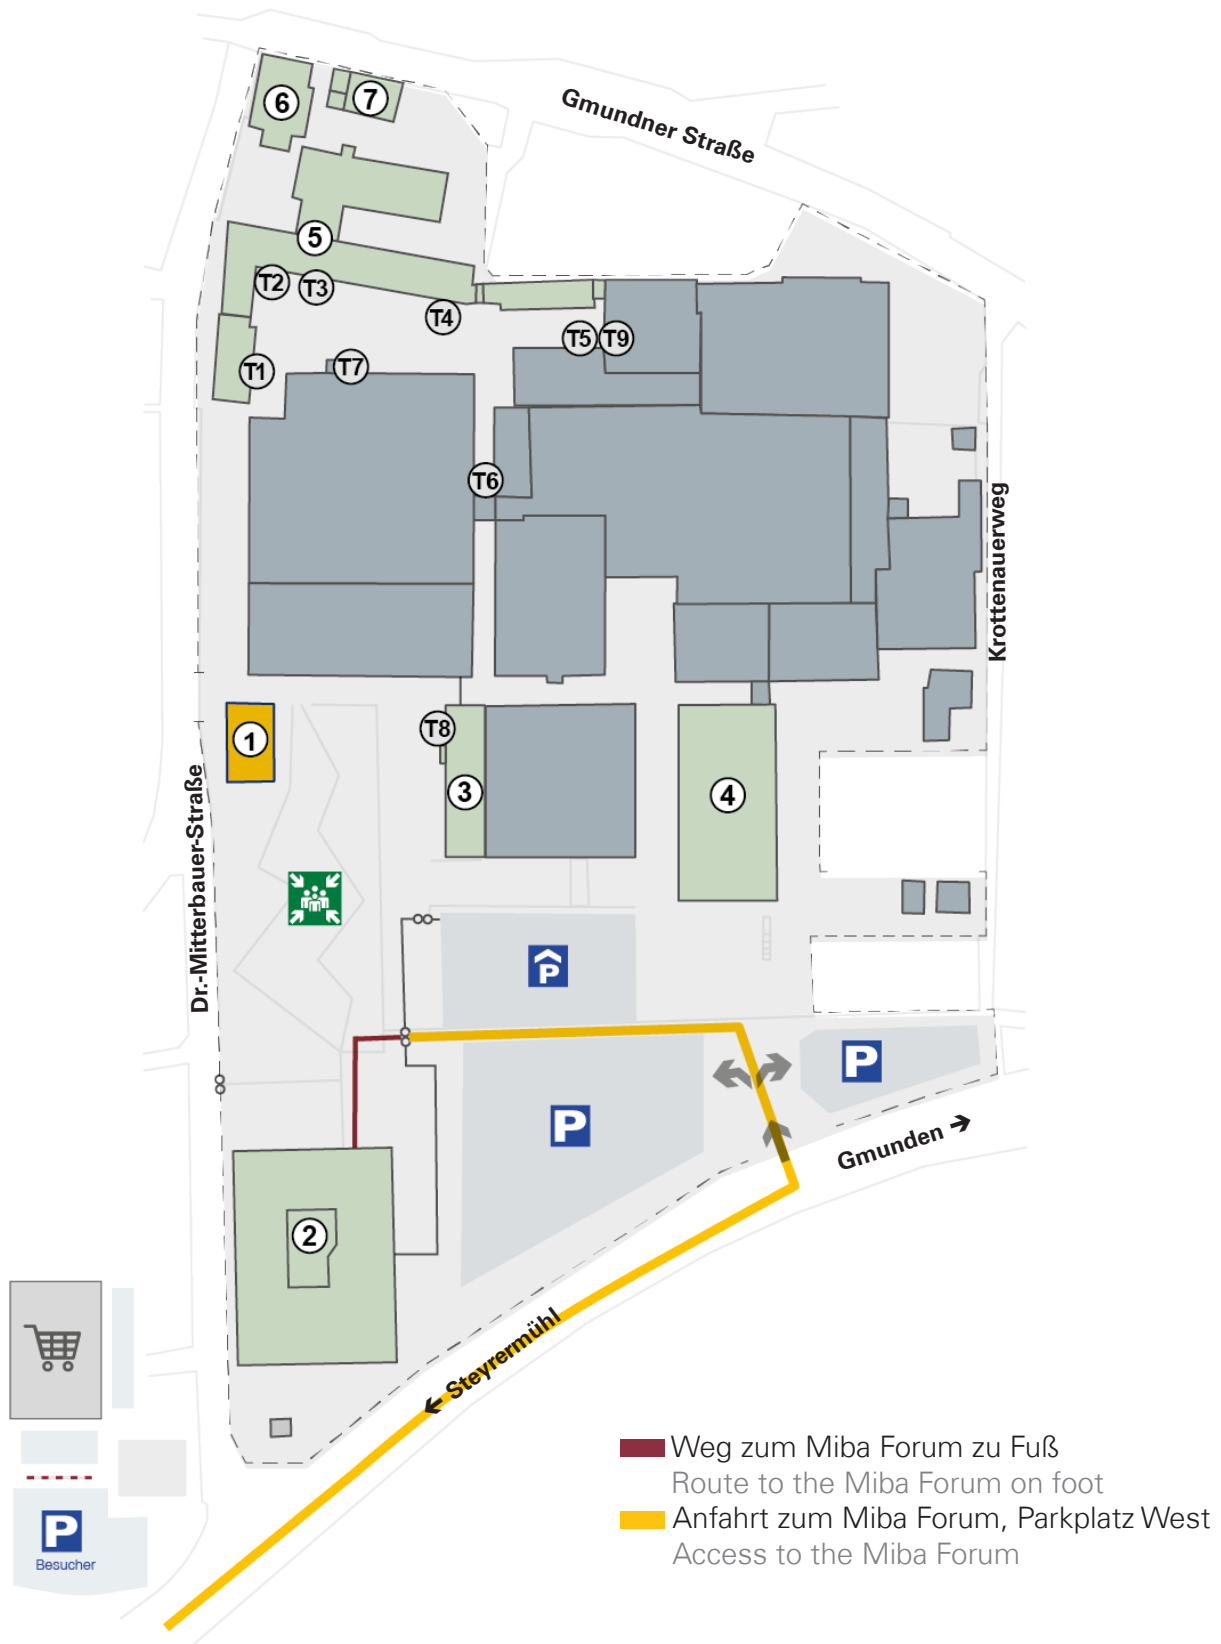 Gmundner Straße
6
7
5
T2
T3
T4
T5
T9
T1
T7
T6
Krottenauerweg
1
T8
3
4
Dr.-Mitterbauer-Straße
P
P
P
Gmunden →
2
← Steyrermühl
P
Besucher
Weg zum Miba Forum zu Fuß
Route to the Miba Forum on foot
Anfahrt zum Miba Forum, Parkplatz West
Access to the Miba Forum